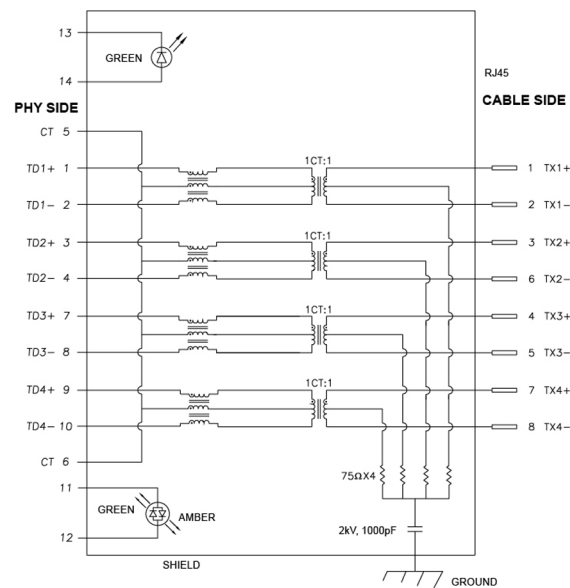 13
GREEN
14
RJ45
PHY SIDE
CABLE SIDE
CT 5
1CT:1
TD1+ 1
1 TX1+
TD1- 2
2 TX1-
1CT:1
TD2+ 3
3 TX2+
TD2- 4
6 TX2-
1CT:1
TD3+ 7
4 TX3+
TD3- 8
5 TX3-
1CT:1
TD4+ 9
7 TX4+
TD4- 10
8 TX4-
CT 6
75ΩX4
11
GREEN
AMBER
12
2kV, 1000pF
SHIELD
GROUND